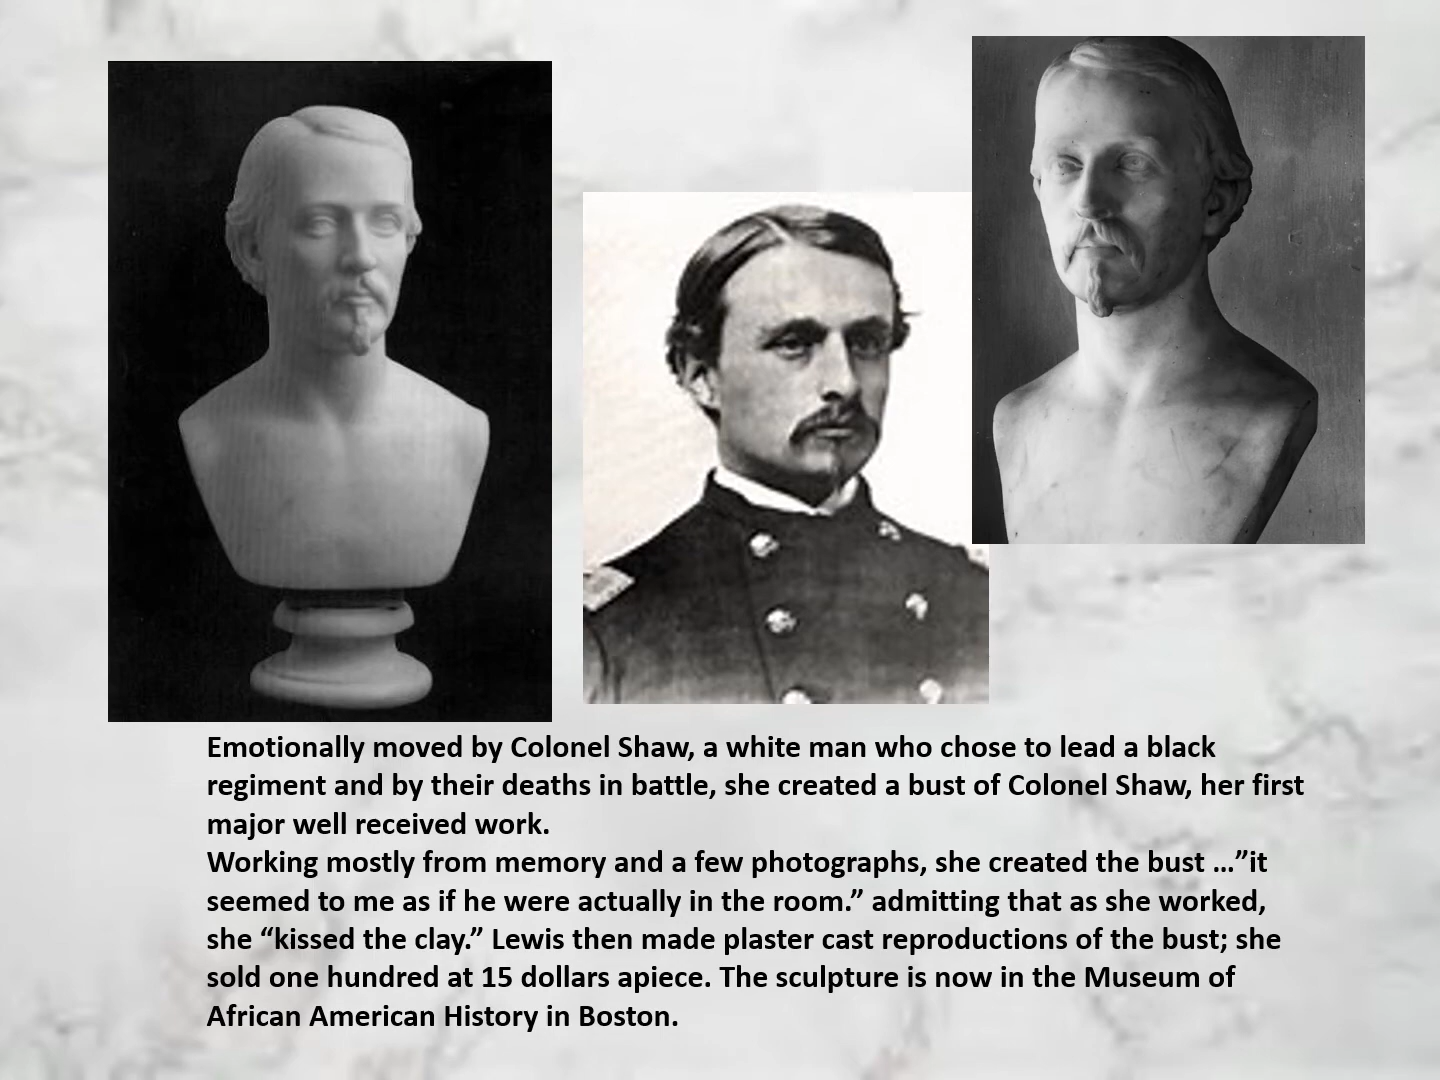 Emotionally moved by Colonel Shaw, a white man who chose to lead a black
regiment and by their deaths in battle, she created a bust of Colonel Shaw, her first
major well received work.
Working mostly from memory and a few photographs, she created the bust …”it
seemed to me as if he were actually in the room.” admitting that as she worked,
she “kissed the clay.” Lewis then made plaster cast reproductions of the bust; she
sold one hundred at 15 dollars apiece. The sculpture is now in the Museum of
African American History in Boston.